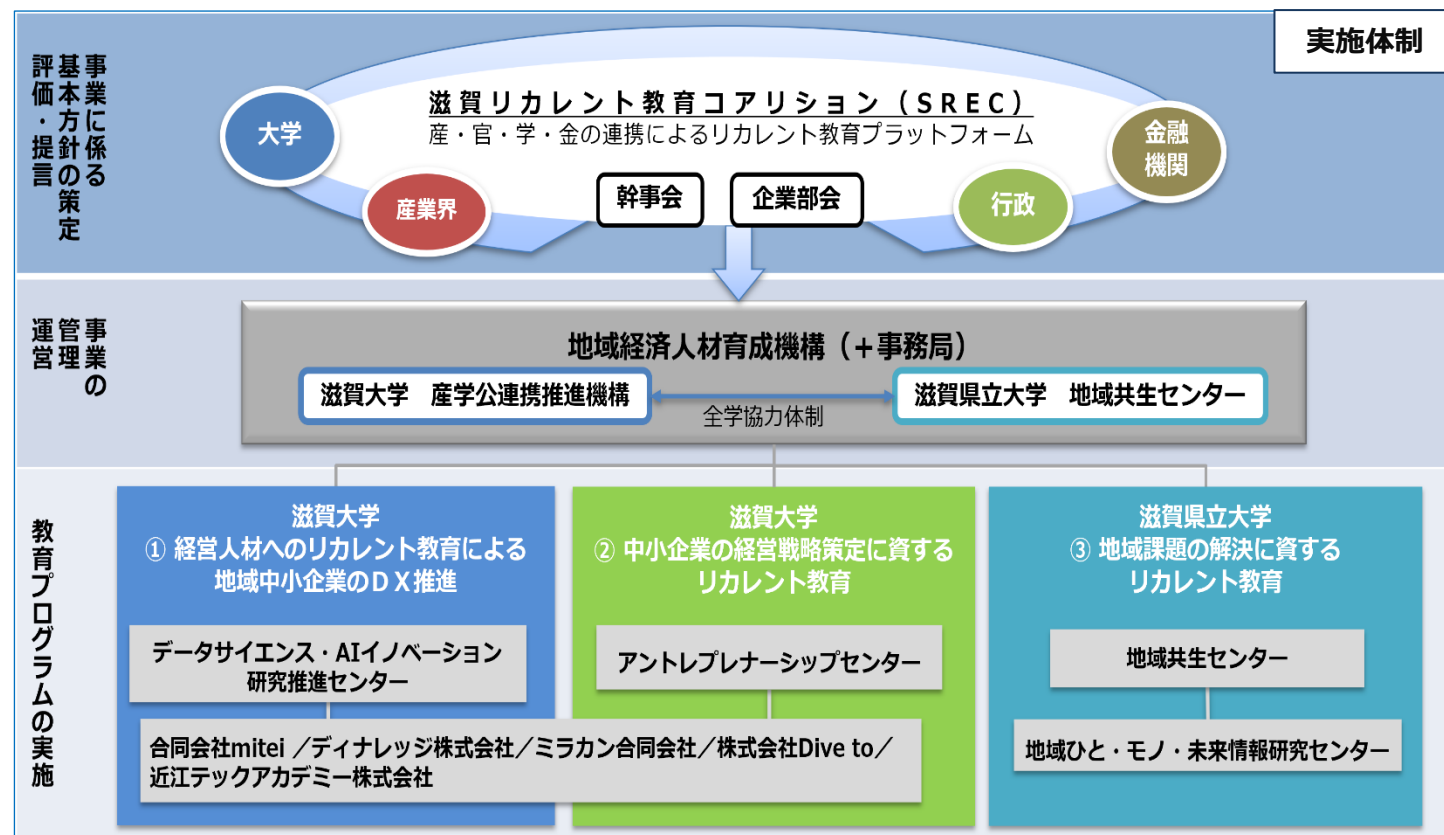 実施体制
事業に係る
基本方針の策定
評価・提言
滋賀リカレント教育コアリション（SREC）
産・官・学・金の連携によるリカレント教育プラットフォーム
大学
産業界
幹事会
企業部会
行政
金融
機関
事業の
管理
運営
地域経済人材育成機構（＋事務局）
滋賀大学　産学公連携推進機構
滋賀県立大学　地域共生センター
全学協力体制
教育プログラムの実施
滋賀大学
① 経営人材へのリカレント教育による
地域中小企業のＤＸ推進
データサイエンス・AIイノベーション
研究推進センター
滋賀大学
② 中小企業の経営戦略策定に資する
リカレント教育
アントレプレナーシップセンター
合同会社mitei ／ディナレッジ株式会社／ミラカン合同会社／株式会社Dive to／
近江テックアカデミー株式会社
滋賀県立大学
③ 地域課題の解決に資する
リカレント教育
地域共生センター
地域ひと・モノ・未来情報研究センター